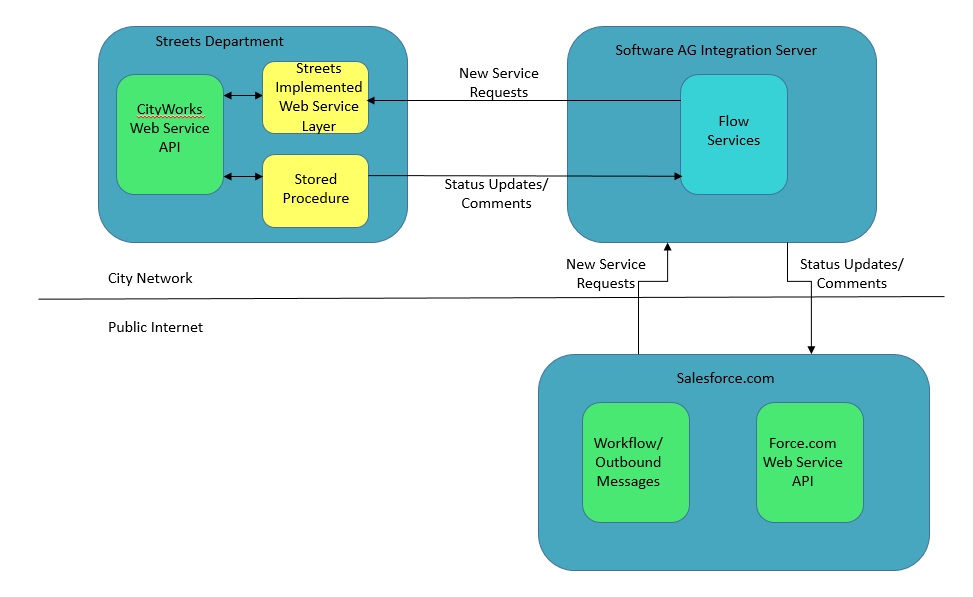 Streets Department
CityWorks
Web Service
API
Streets
Implemented
Web Service
Layer
Stored
Procedure
New Service
Requests
Status Updates/
Comments
Software AG Integration Server
Flow
Services
City Network
New Service
Requests
Status Updates/
Comments
Public Internet
Salesforce.com
Workflow/
Outbound
Messages
Force.com
Web Service
API